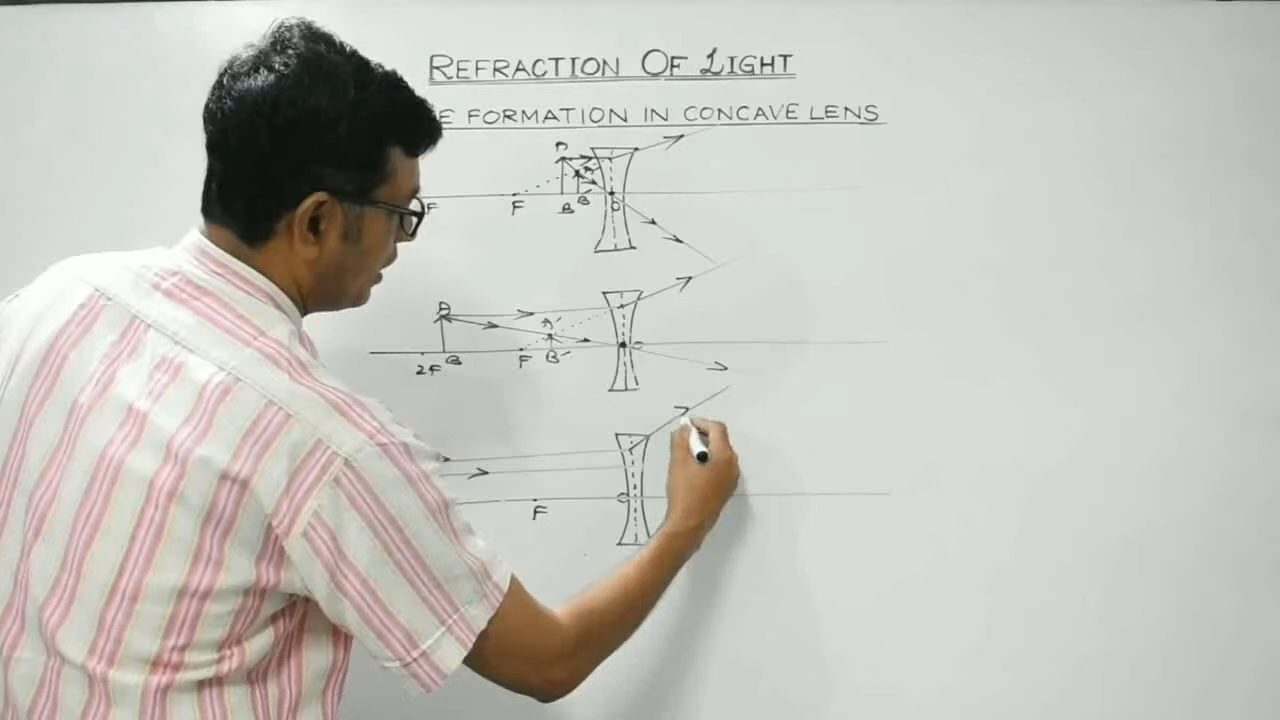 REFRACTION OF LIGHT
E FORMATION IN CONCAVE LENS
A
A'
F F B B' O
A
A'
2F B F B' O
O
F